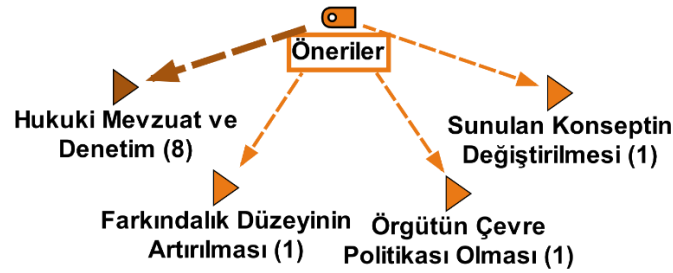 Öneriler
Hukuki Mevzuat ve
Denetim (8)
Sunulan Konseptin
Değiştirilmesi (1)
Farkındalık Düzeyinin
Artırılması (1)
Örgütün Çevre
Politikası Olması (1)